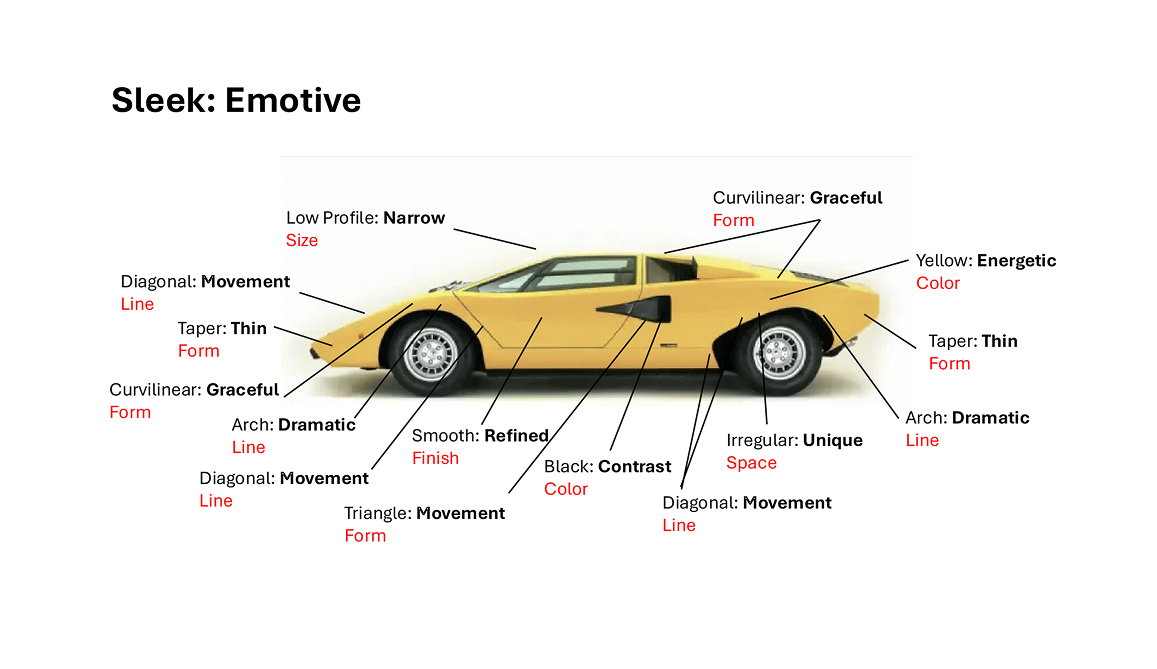 Sleek: Emotive
Curvilinear: Graceful
Form
Low Profile: Narrow
Size
Yellow: Energetic
Color
Diagonal: Movement
Line
Taper: Thin
Form
Taper: Thin
Form
Curvilinear: Graceful
Form
Arch: Dramatic
Line
Arch: Dramatic
Line
Smooth: Refined
Finish
Irregular: Unique
Space
Black: Contrast
Color
Diagonal: Movement
Line
Diagonal: Movement
Line
Triangle: Movement
Form